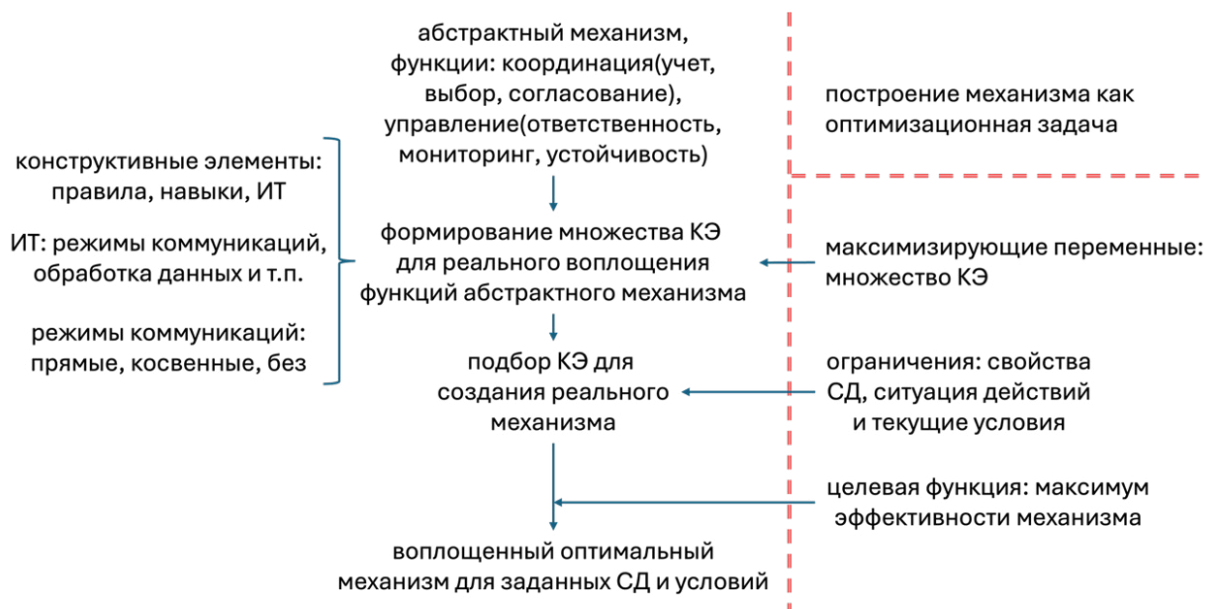 абстрактный механизм,
функции: координация(учет,
выбор, согласование),
управление(ответственность,
мониторинг, устойчивость)
построение механизма как
оптимизационная задача
конструктивные элементы:
правила, навыки, ИТ
ИТ: режимы коммуникаций,
обработка данных и т.п.
режимы коммуникаций:
прямые, косвенные, без
формирование множества КЭ
для реального воплощения
функций абстрактного механизма
максимизирующие переменные:
множество КЭ
подбор КЭ для
создания реального
механизма
ограничения: свойства
СД, ситуация действий
и текущие условия
целевая функция: максимум
эффективности механизма
воплощенный оптимальный
механизм для заданных СД и условий